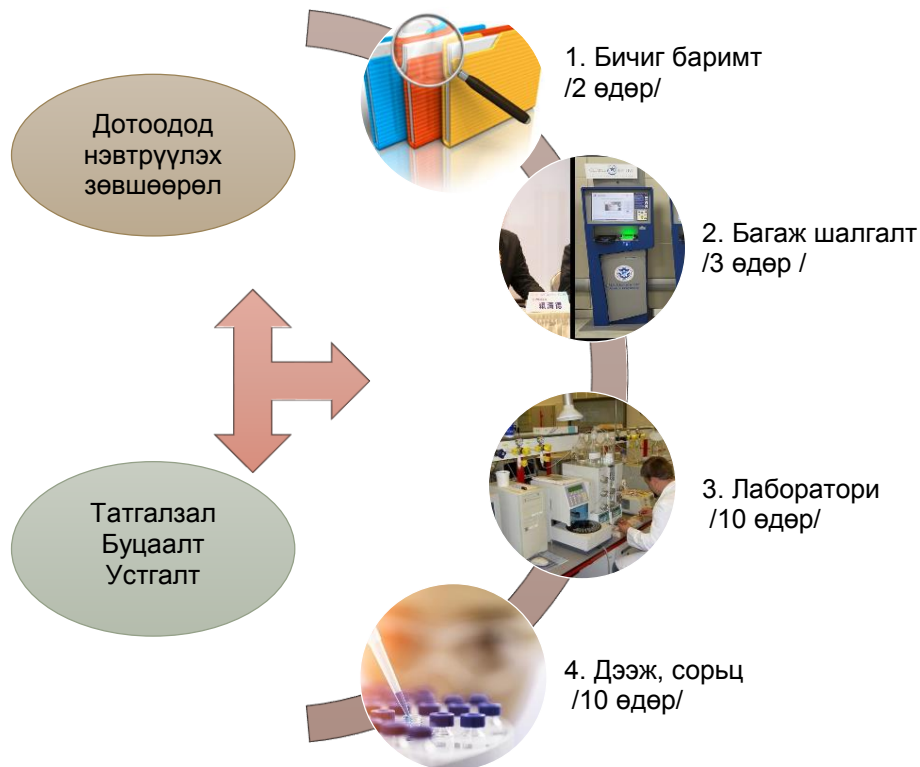 Дотоодод
нэвтрүүлэх
зөвшөөрөл
1. Бичиг баримт
/2 өдөр/
2. Багаж шалгалт
/3 өдөр /
Татгалзал
Буцаалт
Устгалт
3. Лаборатори
/10 өдөр/
4. Дээж, сорьц
/10 өдөр/